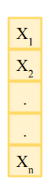 X₁
X₂
.
.
Xₙ